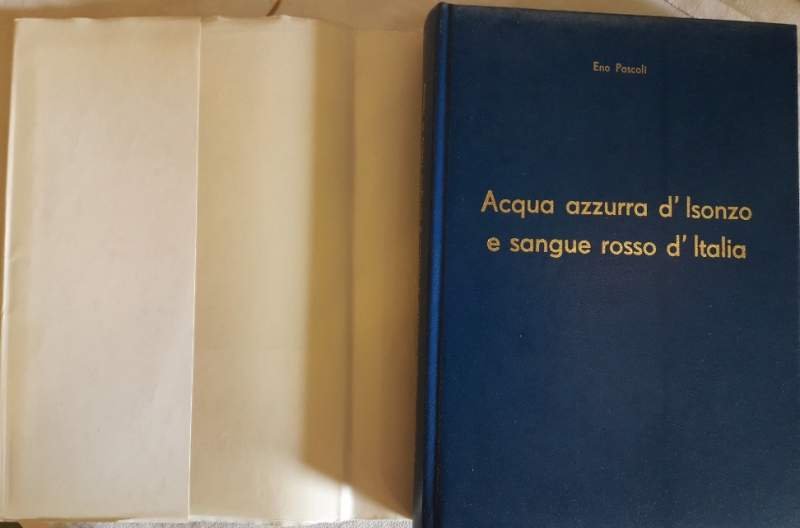 Eno Pascoli
Acqua azzurra d' Isonzo
e sangue rosso d' Italia